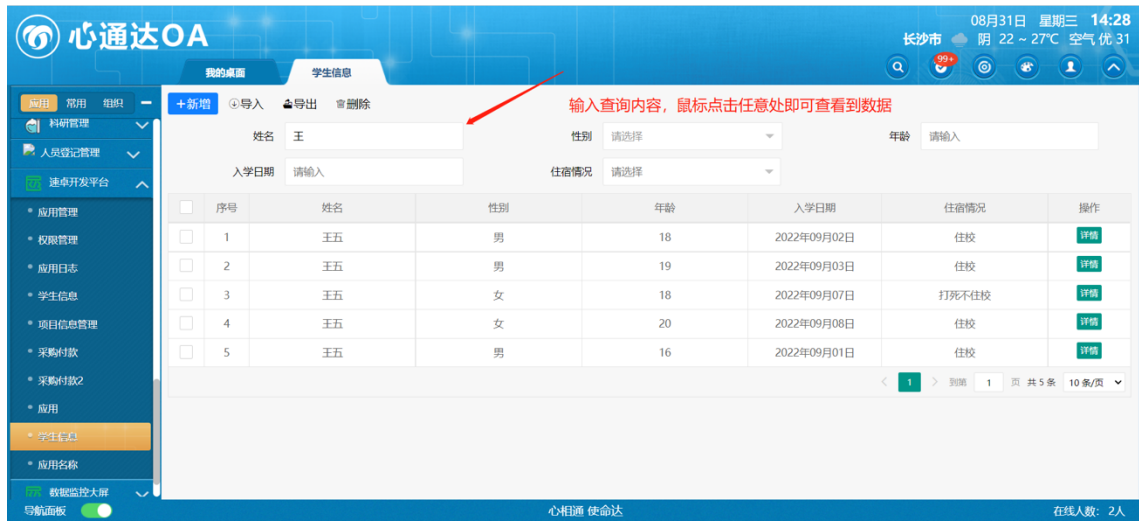 心通达OA
08月31日 星期三 14:28
长沙市 阴 22 ~ 27℃ 空气 优 31
我的桌面 学生信息
99+
应用 常用 组织
+新增 导入 导出 删除
输入查询内容，鼠标点击任意处即可查看到数据
科研管理
人员登记管理
速卓开发平台
应用管理
权限管理
应用日志
学生信息
项目信息管理
采购付款
采购付款2
应用
学生信息
应用名称
数据监控大屏
导航面板
姓名 王 性别 请选择 年龄 请输入
入学日期 请输入 住宿情况 请选择
序号 姓名 性别 年龄 入学日期 住宿情况 操作
1 王五 男 18 2022年09月02日 住校 详情
2 王五 男 19 2022年09月03日 住校 详情
3 王五 女 18 2022年09月07日 打死不住校 详情
4 王五 女 20 2022年09月08日 住校 详情
5 王五 男 16 2022年09月01日 住校 详情
< 1 > 到第 1 页 共 5 条 10 条/页
心相通 使命达
在线人数: 2人